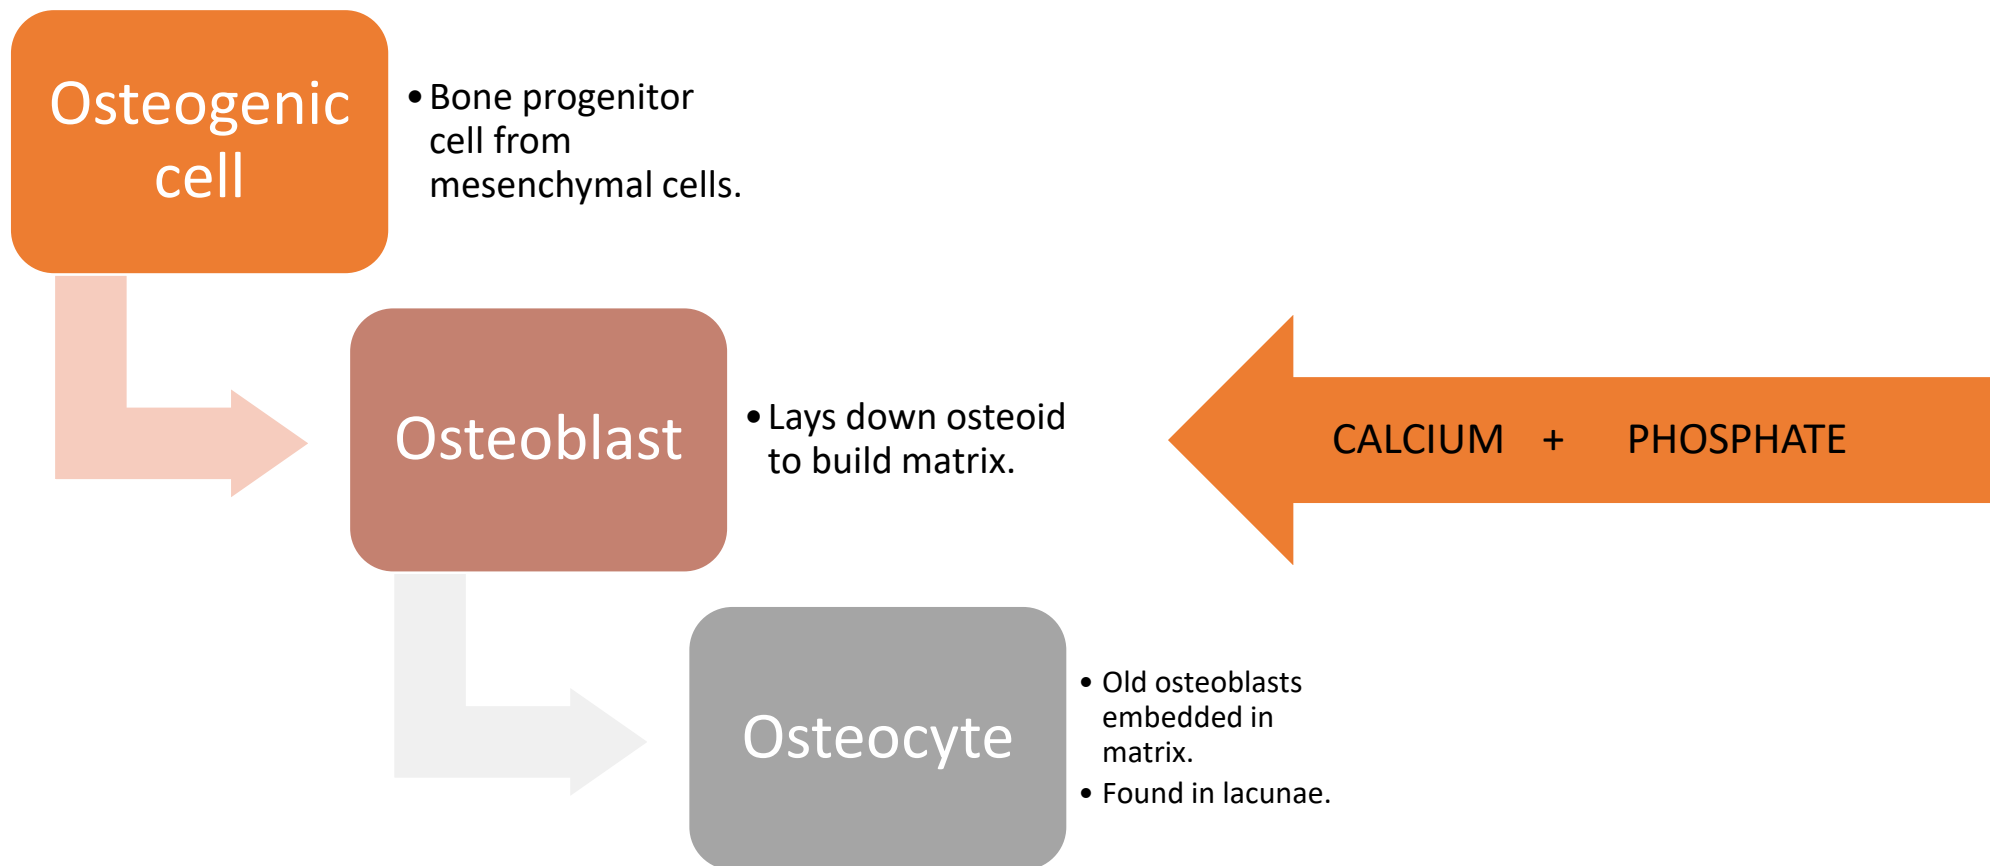 Osteogenic
cell
• Bone progenitor
cell from
mesenchymal cells.
Osteoblast
• Lays down osteoid
to build matrix.
CALCIUM + PHOSPHATE
Osteocyte
• Old osteoblasts
embedded in
matrix.
• Found in lacunae.